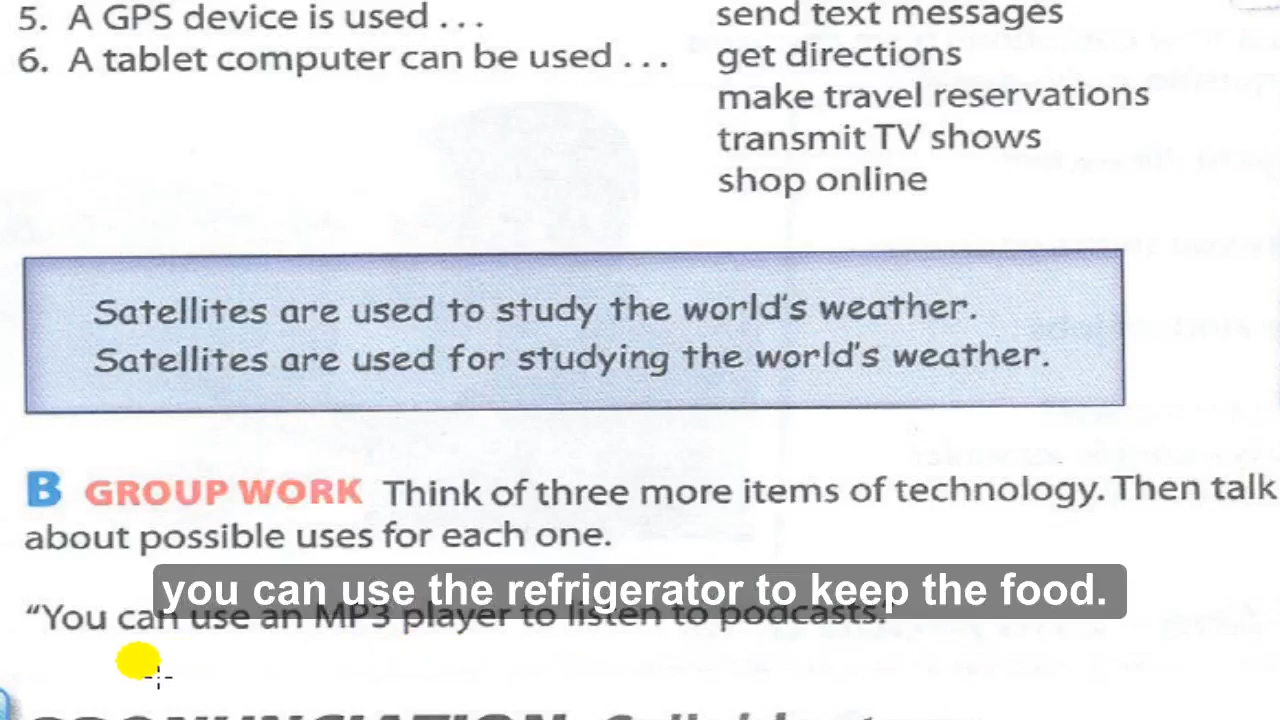 5. A GPS device is used . . .
6. A tablet computer can be used . . .
send text messages
get directions
make travel reservations
transmit TV shows
shop online
Satellites are used to study the world's weather.
Satellites are used for studying the world's weather.
B GROUP WORK Think of three more items of technology. Then talk
about possible uses for each one.
you can use the refrigerator to keep the food.
"You can use an MP3 player to listen to podcasts."